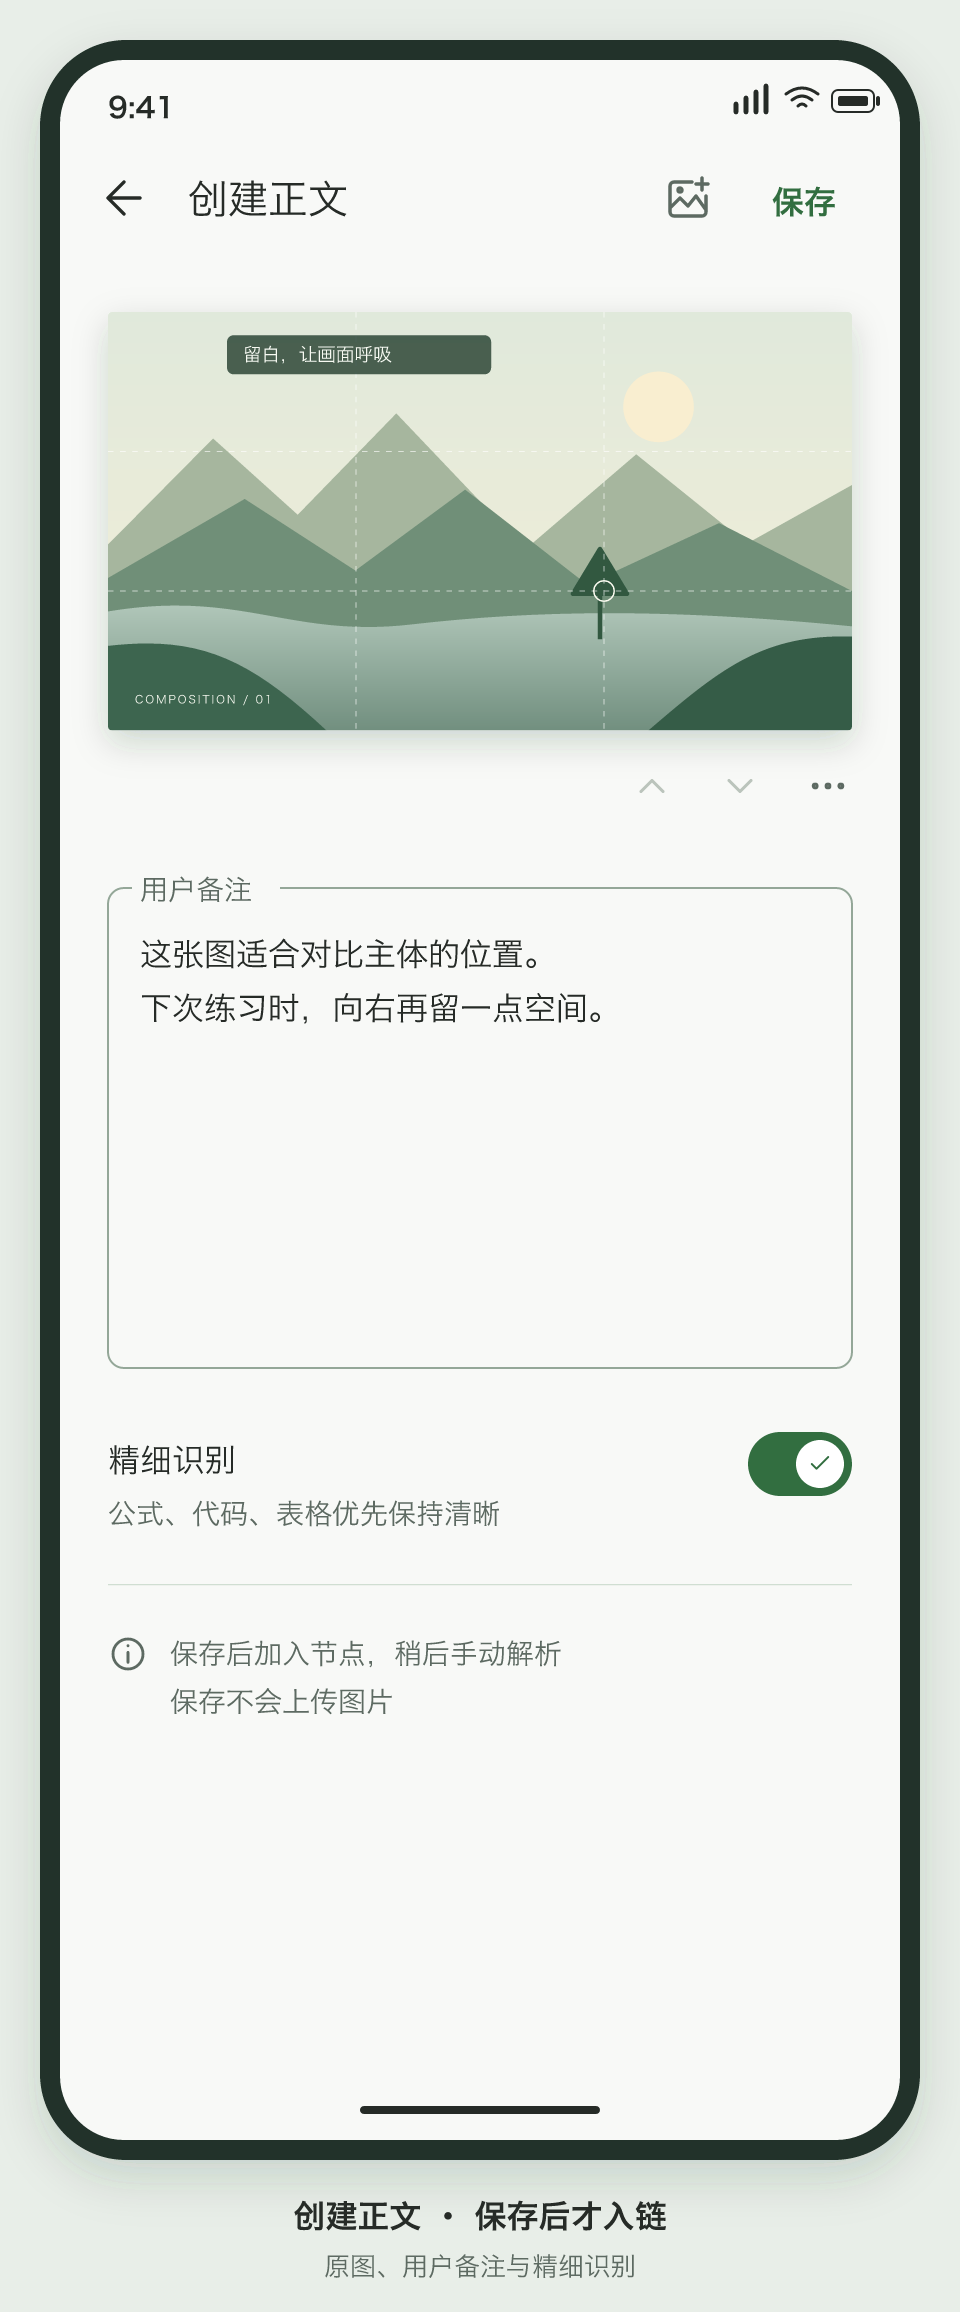 9:41
创建正文
保存
留白，让画面呼吸
COMPOSITION / 01
用户备注
这张图适合对比主体的位置。
下次练习时，向右再留一点空间。
精细识别
公式、代码、表格优先保持清晰
保存后加入节点，稍后手动解析
保存不会上传图片
创建正文 · 保存后才入链
原图、用户备注与精细识别